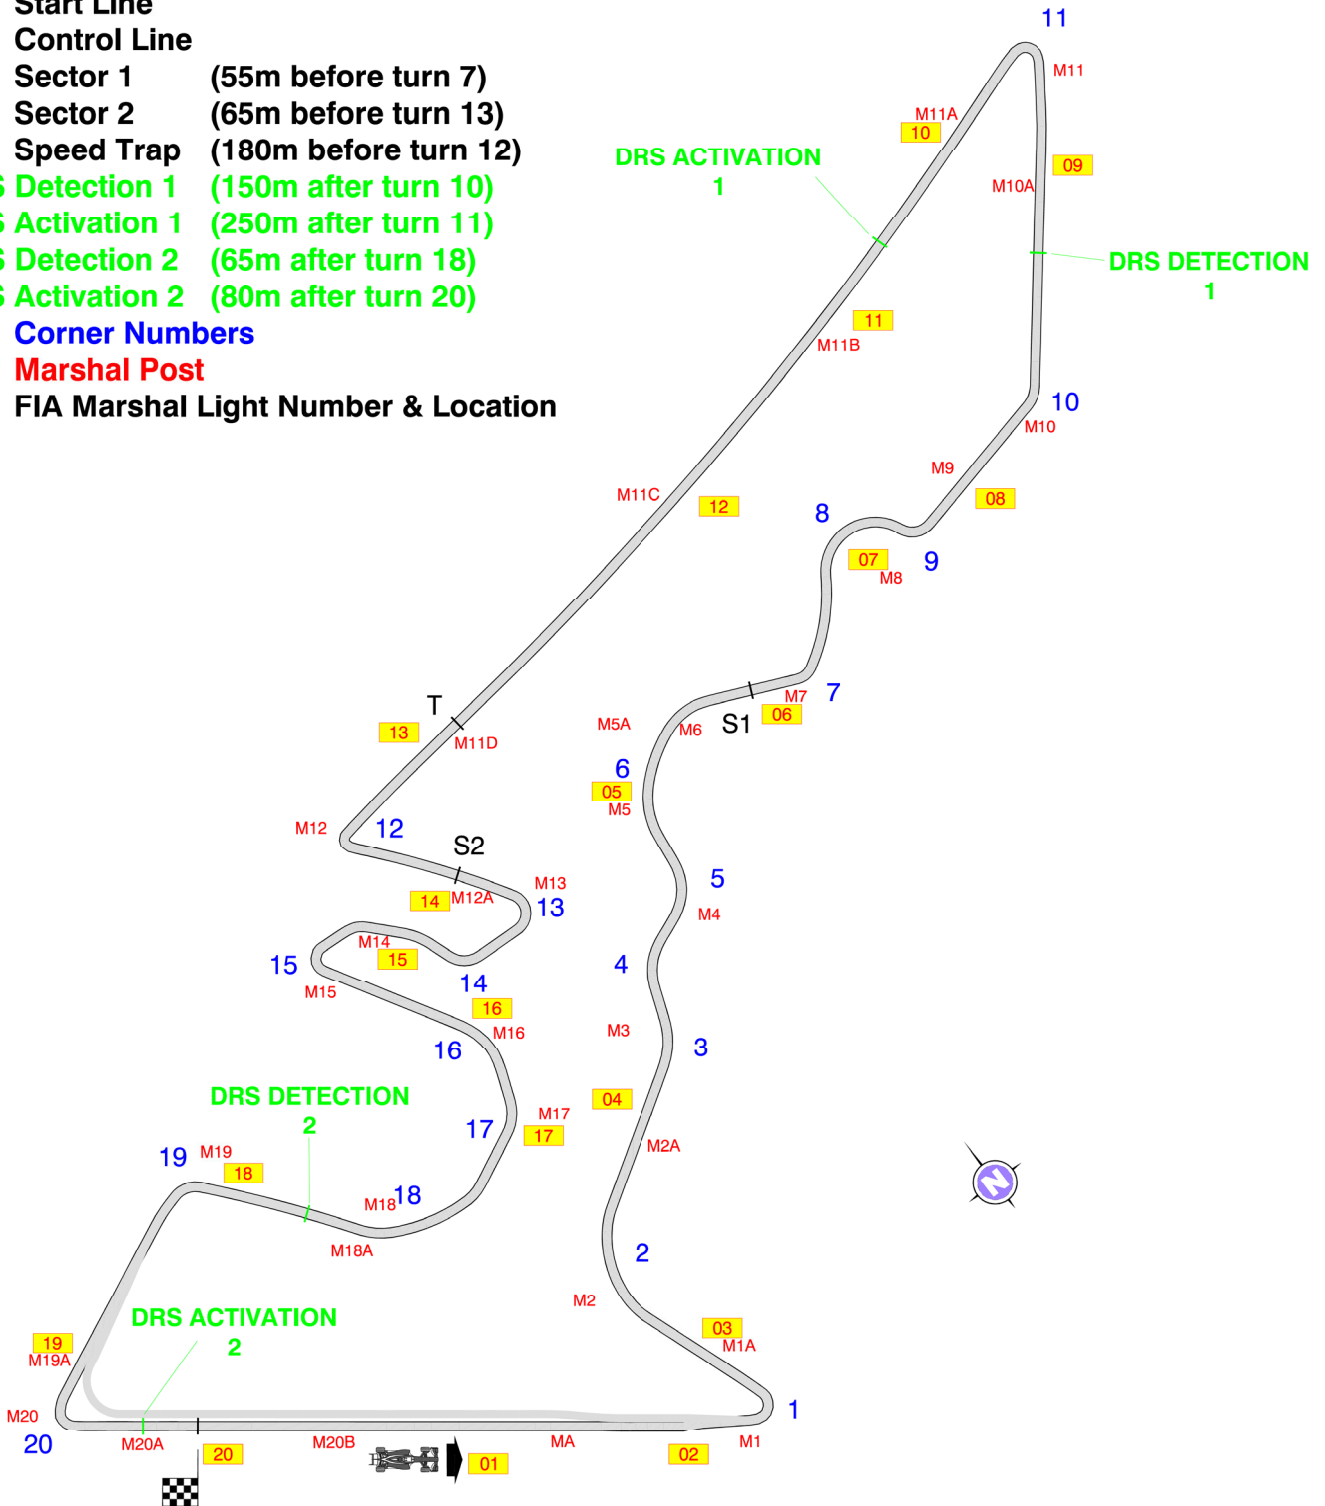 Start Line
Control Line
Sector 1 (55m before turn 7)
Sector 2 (65m before turn 13)
Speed Trap (180m before turn 12)
S Detection 1 (150m after turn 10)
S Activation 1 (250m after turn 11)
S Detection 2 (65m after turn 18)
S Activation 2 (80m after turn 20)
Corner Numbers
Marshal Post
FIA Marshal Light Number & Location
11
M11
M11A
10
DRS ACTIVATION
1
09
M10A
DRS DETECTION
1
11
M11B
10
M10
M9
08
M11C
12
8
07
M8
9
T
13
M11D
M7
7
06
S1
M6
M5A
6
05
M5
M12
12
S2
14
M12A
M13
13
5
M4
M14
15
15
M15
14
4
16
M16
16
M3
3
DRS DETECTION
2
04
M17
17
17
M2A
19
M19
18
M18
18
M18A
N
2
M2
DRS ACTIVATION
2
03
M1A
19
M19A
1
M20
20
M20A
20
M20B
01
MA
02
M1